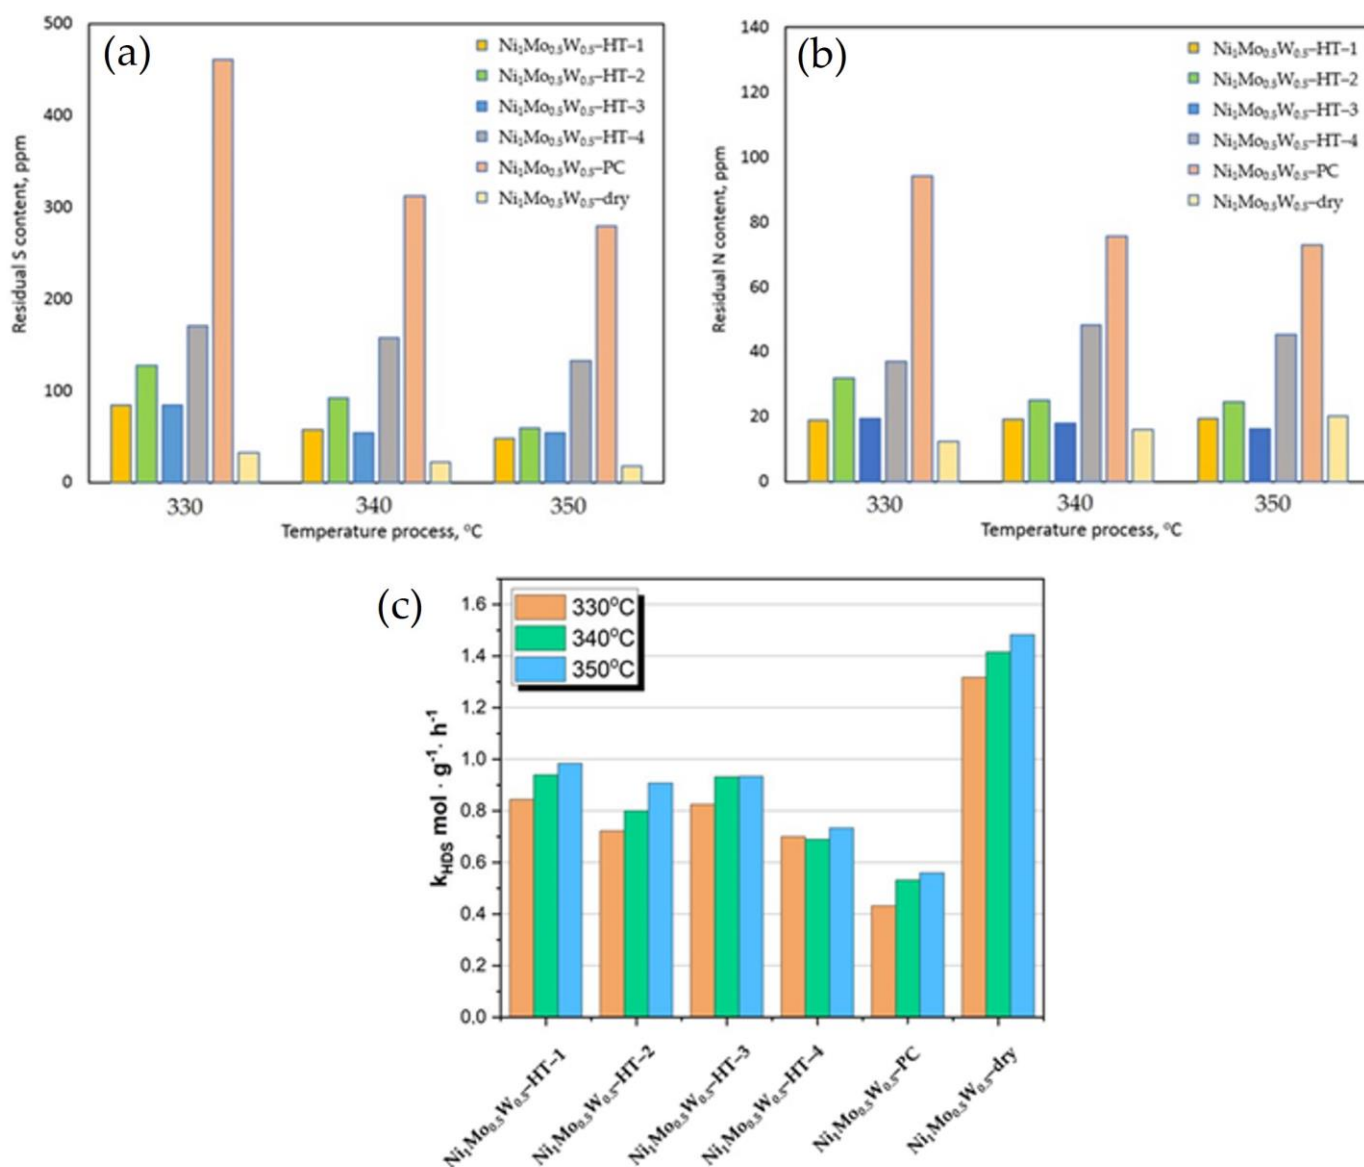 (a)
500
400
300
200
100
0
Residual S content, ppm
Ni₁Mo₀.₅W₀.₅–HT–1
Ni₁Mo₀.₅W₀.₅–HT–2
Ni₁Mo₀.₅W₀.₅–HT–3
Ni₁Mo₀.₅W₀.₅–HT–4
Ni₁Mo₀.₅W₀.₅–PC
Ni₁Mo₀.₅W₀.₅–dry
330 340 350
Temperature process, °C
(b)
140
120
100
80
60
40
20
0
Residual N content, ppm
Ni₁Mo₀.₅W₀.₅–HT–1
Ni₁Mo₀.₅W₀.₅–HT–2
Ni₁Mo₀.₅W₀.₅–HT–3
Ni₁Mo₀.₅W₀.₅–HT–4
Ni₁Mo₀.₅W₀.₅–PC
Ni₁Mo₀.₅W₀.₅–dry
330 340 350
Temperature process, °C
(c)
1.6
1.4
1.2
1.0
0.8
0.6
0.4
0.2
0.0
k_HDS mol · g⁻¹· h⁻¹
330°C
340°C
350°C
Ni₁Mo₀.₅W₀.₅–HT–1
Ni₁Mo₀.₅W₀.₅–HT–2
Ni₁Mo₀.₅W₀.₅–HT–3
Ni₁Mo₀.₅W₀.₅–HT–4
Ni₁Mo₀.₅W₀.₅–PC
Ni₁Mo₀.₅W₀.₅–dry